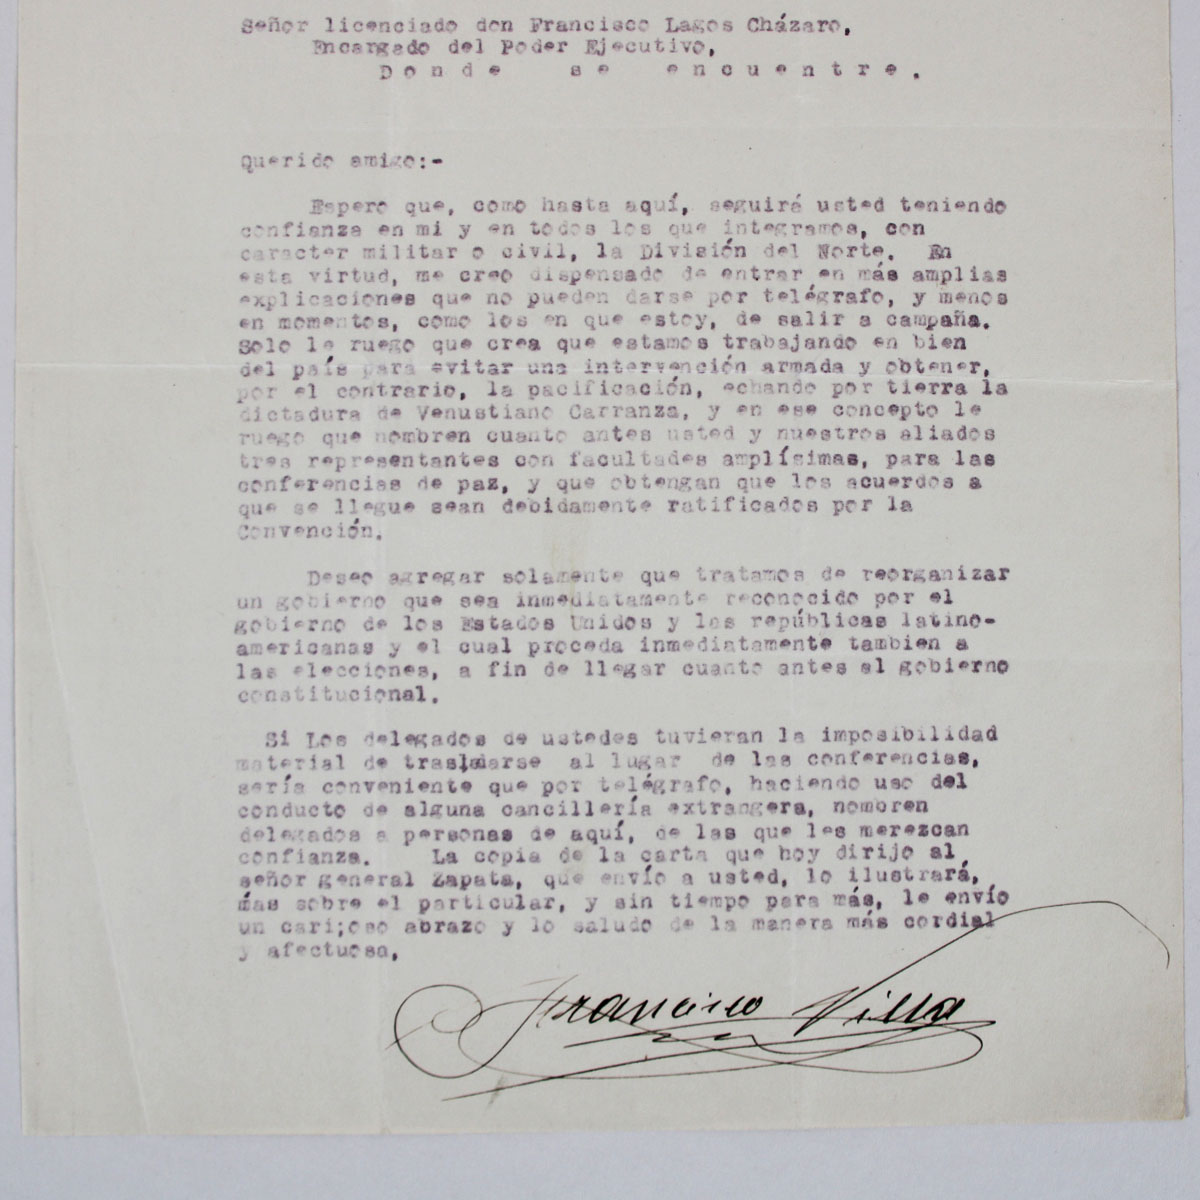 Señor licenciado don Francisco Lagos Cházaro,
Encargado del Poder Ejecutivo,
Donde se encuentre.
Querido amigo:-
Espero que, como hasta aquí, seguirá usted teniendo
confianza en mi y en todos los que integramos, con
caracter militar o civil, la División del Norte. En
esta virtud, me creo dispensado de entrar en más amplias
explicaciones que no pueden darse por telégrafo, y menos
en momentos, como los en que estoy, de salir a campaña.
Solo le ruego que crea que estamos trabajando en bien
del país para evitar una intervención armada y obtener,
por el contrario, la pacificación, echando por tierra la
dictadura de Venustiano Carranza, y en ese concepto le
ruego que nombren cuanto antes usted y nuestros aliados
tres representantes con facultades amplísimas, para las
conferencias de paz, y que obtengan que los acuerdos a
que se llegue sean debidamente ratificados por la
Convención.
Deseo agregar solamente que tratamos de reorganizar
un gobierno que sea inmediatamente reconocido por el
gobierno de los Estados Unidos y las repúblicas latino-
americanas y el cual proceda inmediatamente tambien a
las elecciones, a fin de llegar cuanto antes al gobierno
constitucional.
Si Los delegados de ustedes tuvieran la imposibilidad
material de trasladarse al lugar de las conferencias,
sería conveniente que por telégrafo, haciendo uso del
conducto de alguna cancillería extrangera, nombren
delegados a personas de aquí, de las que les merezcan
confianza. La copia de la carta que hoy dirijo al
señor general Zapata, que envío a usted, lo ilustrará,
mas sobre el particular, y sin tiempo para más, le envío
un cari;oso abrazo y lo saludo de la manera más cordial
y afectuosa,
Francisco Villa